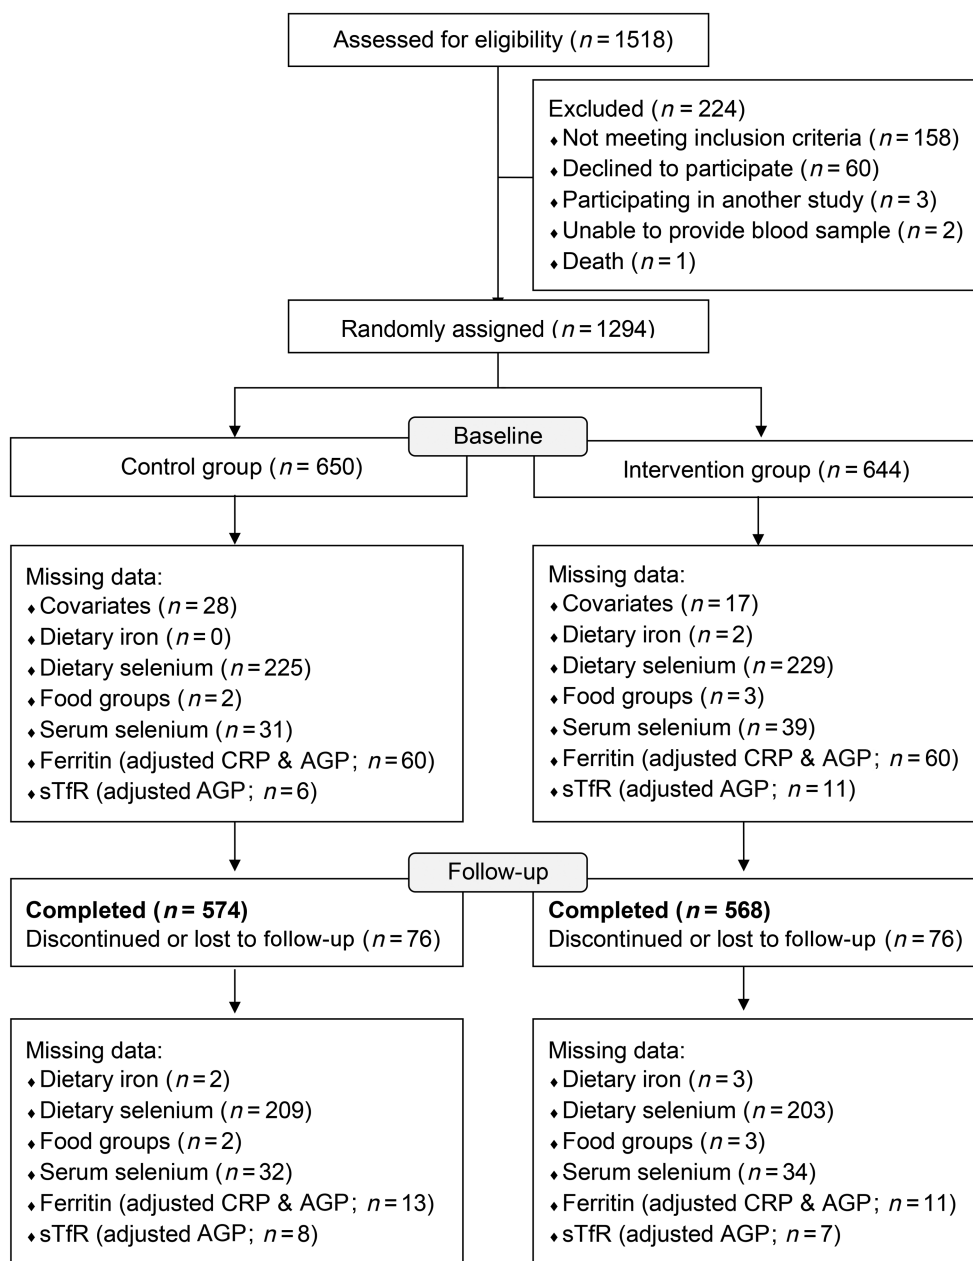 Assessed for eligibility (n = 1518)
Excluded (n = 224)
⬧ Not meeting inclusion criteria (n = 158)
⬧ Declined to participate (n = 60)
⬧ Participating in another study (n = 3)
⬧ Unable to provide blood sample (n = 2)
⬧ Death (n = 1)
Randomly assigned (n = 1294)
Baseline
Control group (n = 650)
Intervention group (n = 644)
Missing data:
⬧ Covariates (n = 28)
⬧ Dietary iron (n = 0)
⬧ Dietary selenium (n = 225)
⬧ Food groups (n = 2)
⬧ Serum selenium (n = 31)
⬧ Ferritin (adjusted CRP & AGP; n = 60)
⬧ sTfR (adjusted AGP; n = 6)
Missing data:
⬧ Covariates (n = 17)
⬧ Dietary iron (n = 2)
⬧ Dietary selenium (n = 229)
⬧ Food groups (n = 3)
⬧ Serum selenium (n = 39)
⬧ Ferritin (adjusted CRP & AGP; n = 60)
⬧ sTfR (adjusted AGP; n = 11)
Follow-up
Completed (n = 574)
Discontinued or lost to follow-up (n = 76)
Completed (n = 568)
Discontinued or lost to follow-up (n = 76)
Missing data:
⬧ Dietary iron (n = 2)
⬧ Dietary selenium (n = 209)
⬧ Food groups (n = 2)
⬧ Serum selenium (n = 32)
⬧ Ferritin (adjusted CRP & AGP; n = 13)
⬧ sTfR (adjusted AGP; n = 8)
Missing data:
⬧ Dietary iron (n = 3)
⬧ Dietary selenium (n = 203)
⬧ Food groups (n = 3)
⬧ Serum selenium (n = 34)
⬧ Ferritin (adjusted CRP & AGP; n = 11)
⬧ sTfR (adjusted AGP; n = 7)